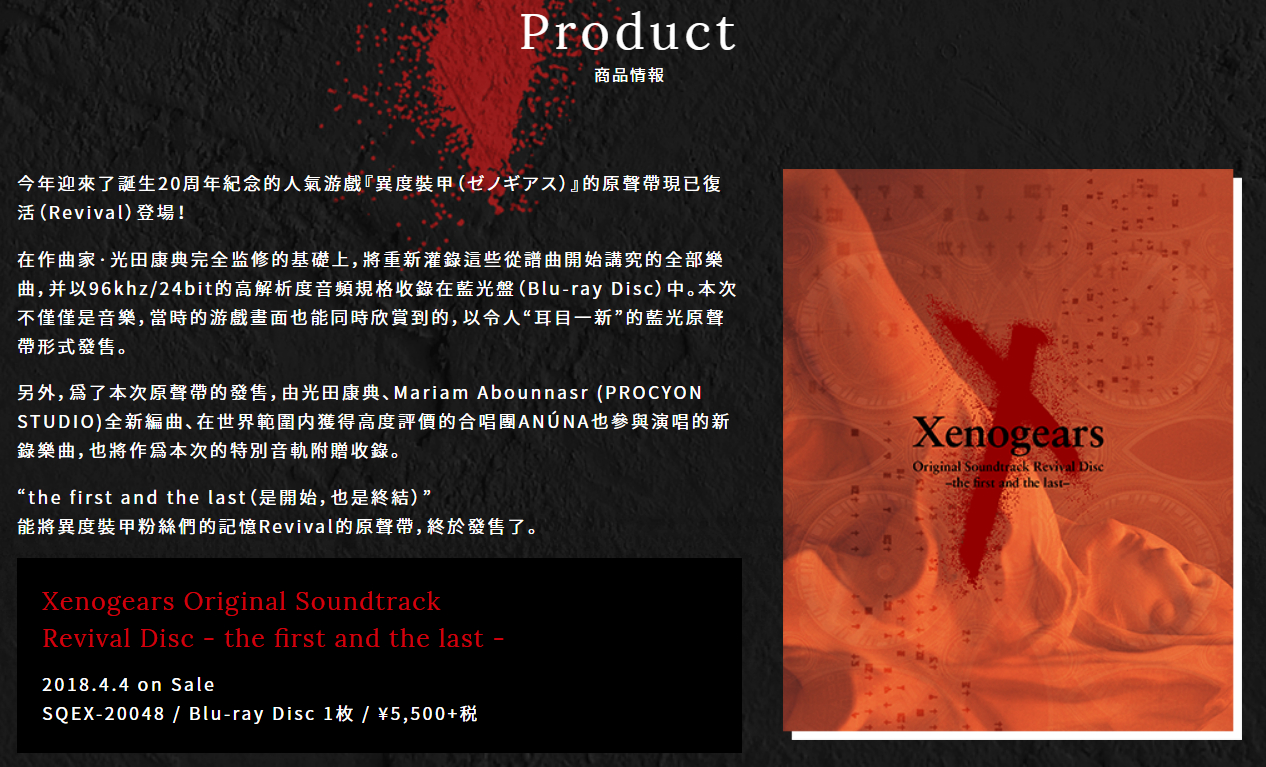 Product
商品情報
今年迎來了誕生20周年紀念的人氣游戲『異度裝甲（ゼノギアス）』的原聲帶現已復
活（Revival）登場！
在作曲家·光田康典完全监修的基礎上，將重新灌錄這些從譜曲開始講究的全部樂
曲，并以96khz/24bit的高解析度音頻規格收錄在藍光盤（Blu-ray Disc）中。本次
不僅僅是音樂，當時的游戲畫面也能同時欣賞到的，以令人“耳目一新”的藍光原聲
帶形式發售。
另外，爲了本次原聲帶的發售，由光田康典、Mariam Abounnasr (PROCYON
STUDIO)全新編曲、在世界範圍内獲得高度評價的合唱團ANÚNA也參與演唱的新
錄樂曲，也將作爲本次的特別音軌附贈收錄。
“the first and the last（是開始，也是終結）”
能將異度裝甲粉絲們的記憶Revival的原聲帶，終於發售了。
Xenogears Original Soundtrack
Revival Disc - the first and the last -
2018.4.4 on Sale
SQEX-20048 / Blu-ray Disc 1枚 / ¥5,500+税
Xenogears
Original Soundtrack Revival Disc
–the first and the last–